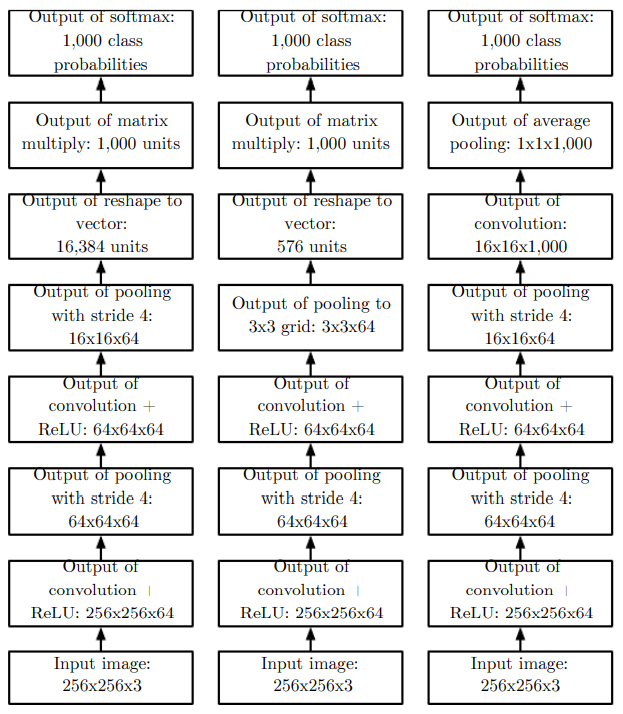 Output of softmax:
1,000 class
probabilities
Output of matrix
multiply: 1,000 units
Output of reshape to
vector:
16,384 units
Output of pooling
with stride 4:
16x16x64
Output of
convolution +
ReLU: 64x64x64
Output of pooling
with stride 4:
64x64x64
Output of
convolution +
ReLU: 256x256x64
Input image:
256x256x3
Output of softmax:
1,000 class
probabilities
Output of matrix
multiply: 1,000 units
Output of reshape to
vector:
576 units
Output of pooling to
3x3 grid: 3x3x64
Output of
convolution +
ReLU: 64x64x64
Output of pooling
with stride 4:
64x64x64
Output of
convolution +
ReLU: 256x256x64
Input image:
256x256x3
Output of softmax:
1,000 class
probabilities
Output of average
pooling: 1x1x1,000
Output of
convolution:
16x16x1,000
Output of pooling
with stride 4:
16x16x64
Output of
convolution +
ReLU: 64x64x64
Output of pooling
with stride 4:
64x64x64
Output of
convolution +
ReLU: 256x256x64
Input image:
256x256x3